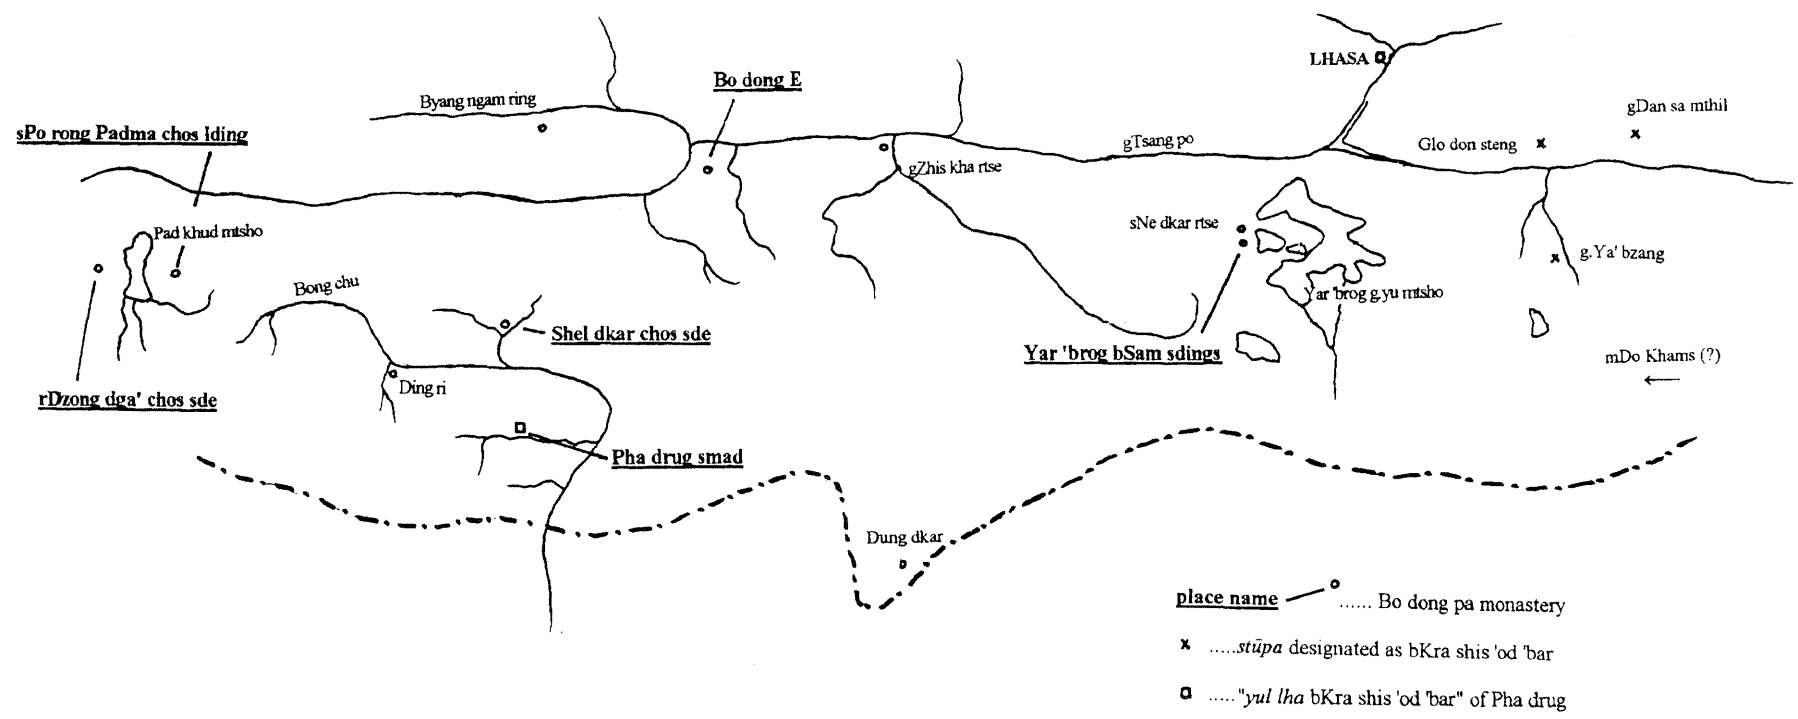 LHASA
Bo dong E
Byang ngam ring
gDan sa mthil
sPo rong Padma chos lding
gTsang po
Glo don steng
gZhis kha rtse
sNe dkar rtse
Pad khud mtsho
g.Ya' bzang
Bong chu
Yar 'brog g.yu mtsho
Shel dkar chos sde
Yar 'brog bSam sdings
mDo Khams (?)
←
Ding ri
rDzong dga' chos sde
Pha drug smad
Dung dkar
place name ...... Bo dong pa monastery
.....stūpa designated as bKra shis 'od 'bar
....."yul lha bKra shis 'od 'bar" of Pha drug